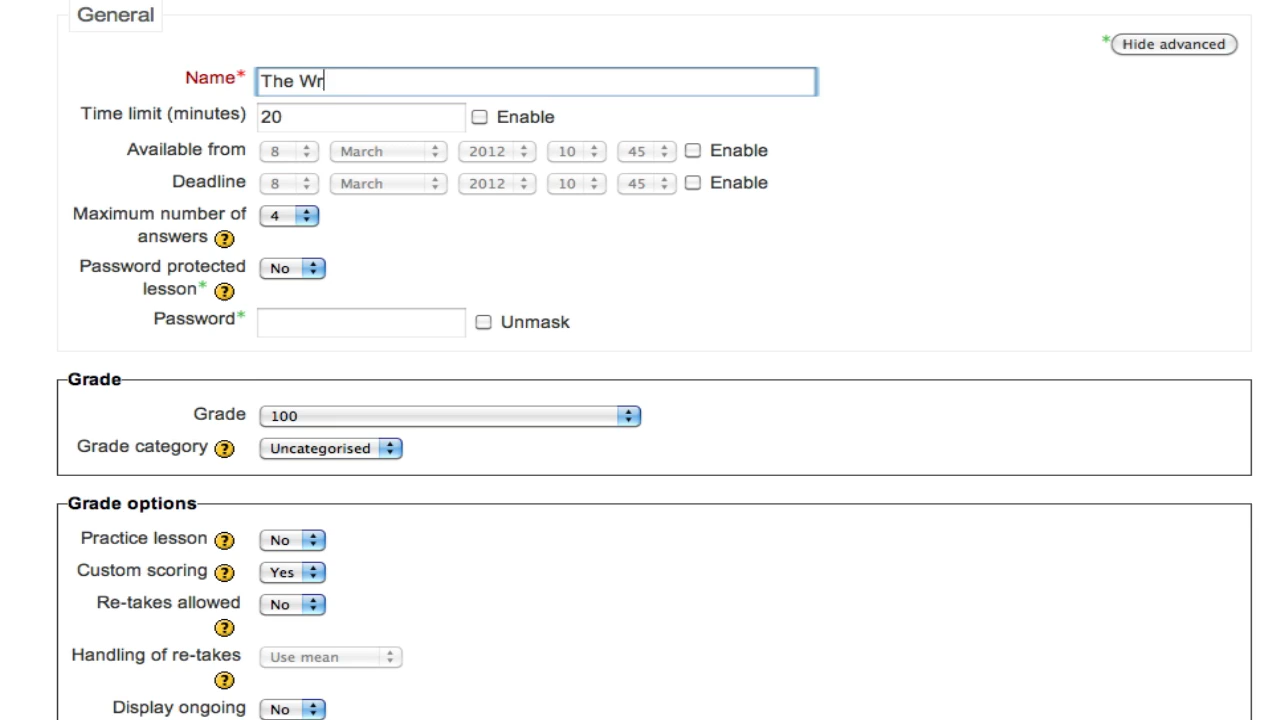 General
* Hide advanced
Name* The Wr
Time limit (minutes) 20 Enable
Available from 8 March 2012 10 45 Enable
Deadline 8 March 2012 10 45 Enable
Maximum number of 4
answers ?
Password protected No
lesson* ?
Password* Unmask
Grade
Grade 100
Grade category ? Uncategorised
Grade options
Practice lesson ? No
Custom scoring ? Yes
Re-takes allowed No
?
Handling of re-takes Use mean
?
Display ongoing No